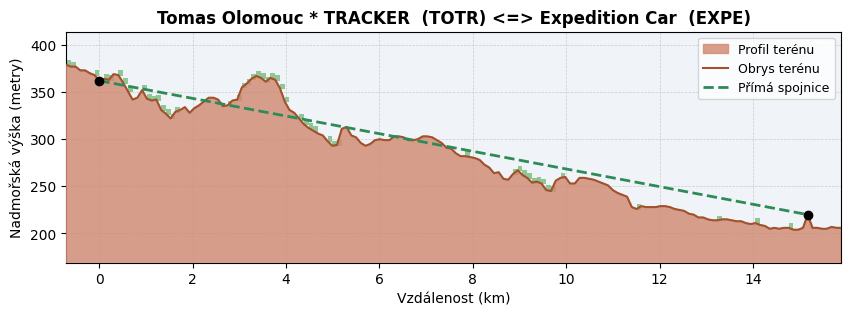 Tomas Olomouc * TRACKER  (TOTR) <=> Expedition Car  (EXPE)
Nadmořská výška (metry)
400
350
300
250
200
Profil terénu
Obrys terénu
Přímá spojnice
0 2 4 6 8 10 12 14
Vzdálenost (km)